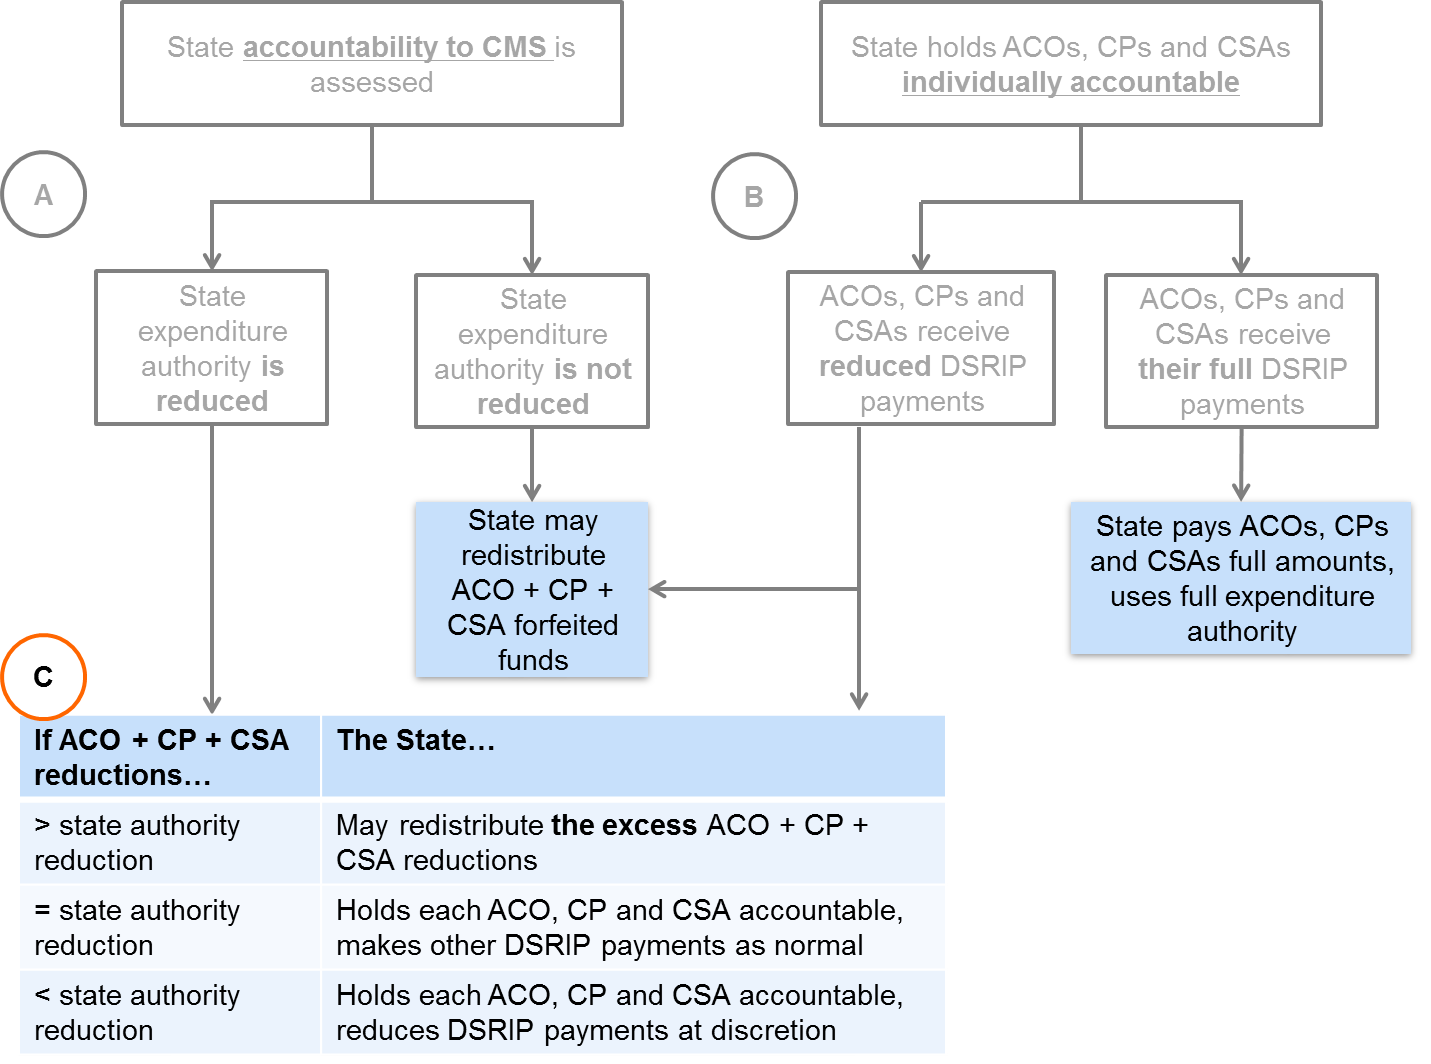 State accountability to CMS is
assessed
State holds ACOs, CPs and CSAs
individually accountable
A
B
State
expenditure
authority is
reduced
State
expenditure
authority is not
reduced
ACOs, CPs and
CSAs receive
reduced DSRIP
payments
ACOs, CPs and
CSAs receive
their full DSRIP
payments
State may
redistribute
ACO + CP +
CSA forfeited
funds
State pays ACOs, CPs
and CSAs full amounts,
uses full expenditure
authority
C
If ACO + CP + CSA
reductions…
The State…
> state authority
reduction
May redistribute the excess ACO + CP +
CSA reductions
= state authority
reduction
Holds each ACO, CP and CSA accountable,
makes other DSRIP payments as normal
< state authority
reduction
Holds each ACO, CP and CSA accountable,
reduces DSRIP payments at discretion